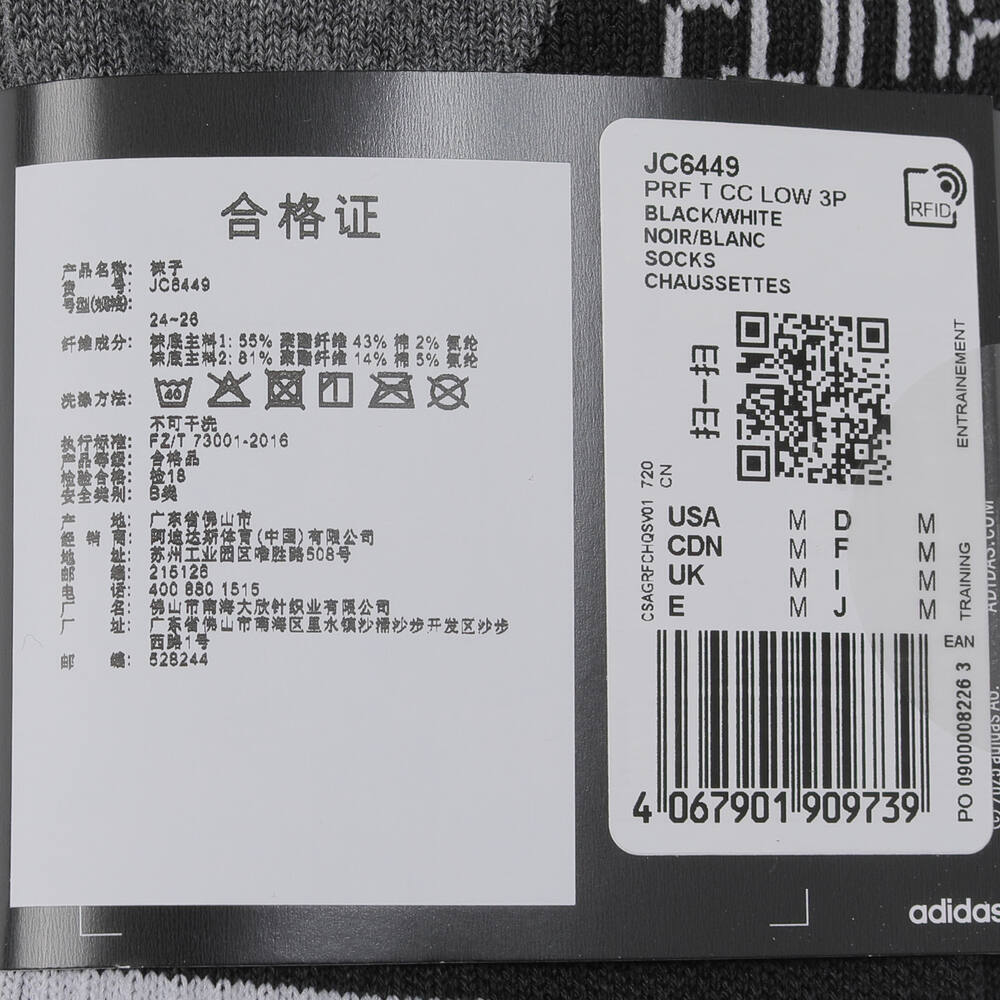 合格证
产品名称: 袜子
货 号: JC6449
号型(规格):
24~26
纤维成分: 袜底主料1: 55% 聚酯纤维 43% 棉 2% 氨纶
袜底主料2: 81% 聚酯纤维 14% 棉 5% 氨纶
洗涤方法: 40
不可干洗
执行标准: FZ/T 73001-2016
产品等级: 合格品
检验合格: 检18
安全类别: B类
产 地: 广东省佛山市
经 销 商: 阿迪达斯体育(中国)有限公司
地 址: 苏州工业园区唯胜路508号
邮 编: 215126
电 话: 400 880 1515
厂 名: 佛山市南海大欣针织业有限公司
厂 址: 广东省佛山市南海区里水镇沙涌沙步开发区沙步
西路1号
邮 编: 528244
JC6449
PRF T CC LOW 3P
BLACK/WHITE
NOIR/BLANC
SOCKS
CHAUSSETTES
RFID
扫一扫
ENTRAINEMENT
TRAINING
CSAGRFCHQSV01 720
CN
USA M D M
CDN M F M
UK M I M
E M J M
EAN
4 067901 909739
PO 0900008226 3
ADIDAS.COM
adidas